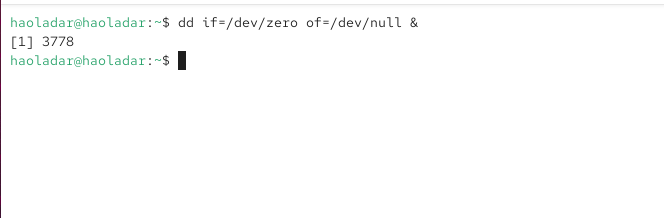 haoladar@haoladar:~$ dd if=/dev/zero of=/dev/null &
[1] 3778
haoladar@haoladar:~$